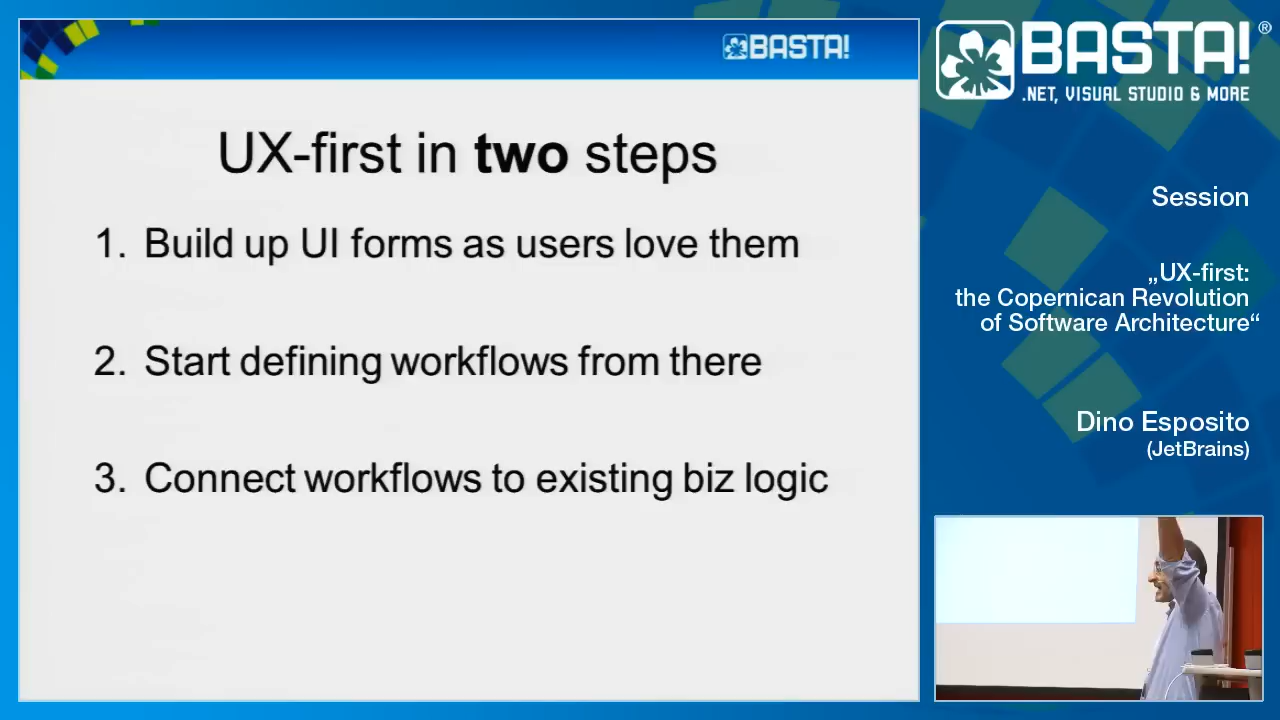 BASTA!
UX-first in two steps
1. Build up UI forms as users love them
2. Start defining workflows from there
3. Connect workflows to existing biz logic
BASTA!®
.NET, VISUAL STUDIO & MORE
Session
„UX-first:
the Copernican Revolution
of Software Architecture“
Dino Esposito
(JetBrains)